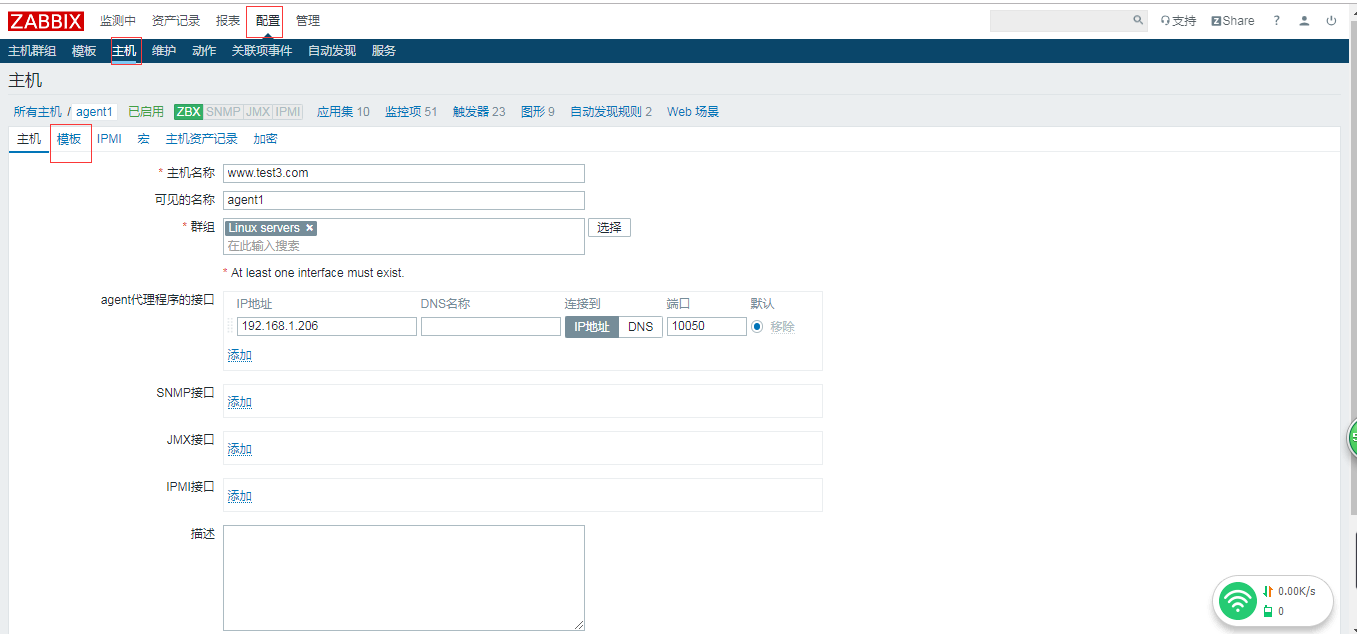 ZABBIX 监测中 资产记录 报表 配置 管理 支持 Z Share ?
主机群组 模板 主机 维护 动作 关联项事件 自动发现 服务
主机
所有主机 / agent1 已启用 ZBX SNMP JMX IPMI 应用集 10 监控项 51 触发器 23 图形 9 自动发现规则 2 Web 场景
主机 模板 IPMI 宏 主机资产记录 加密
* 主机名称 www.test3.com
可见的名称 agent1
* 群组 Linux servers × 选择
在此输入搜索
* At least one interface must exist.
agent代理程序的接口 IP地址 DNS名称 连接到 端口 默认
192.168.1.206 IP地址 DNS 10050 移除
添加
SNMP接口 添加
JMX接口 添加
IPMI接口 添加
描述
0.00K/s
0